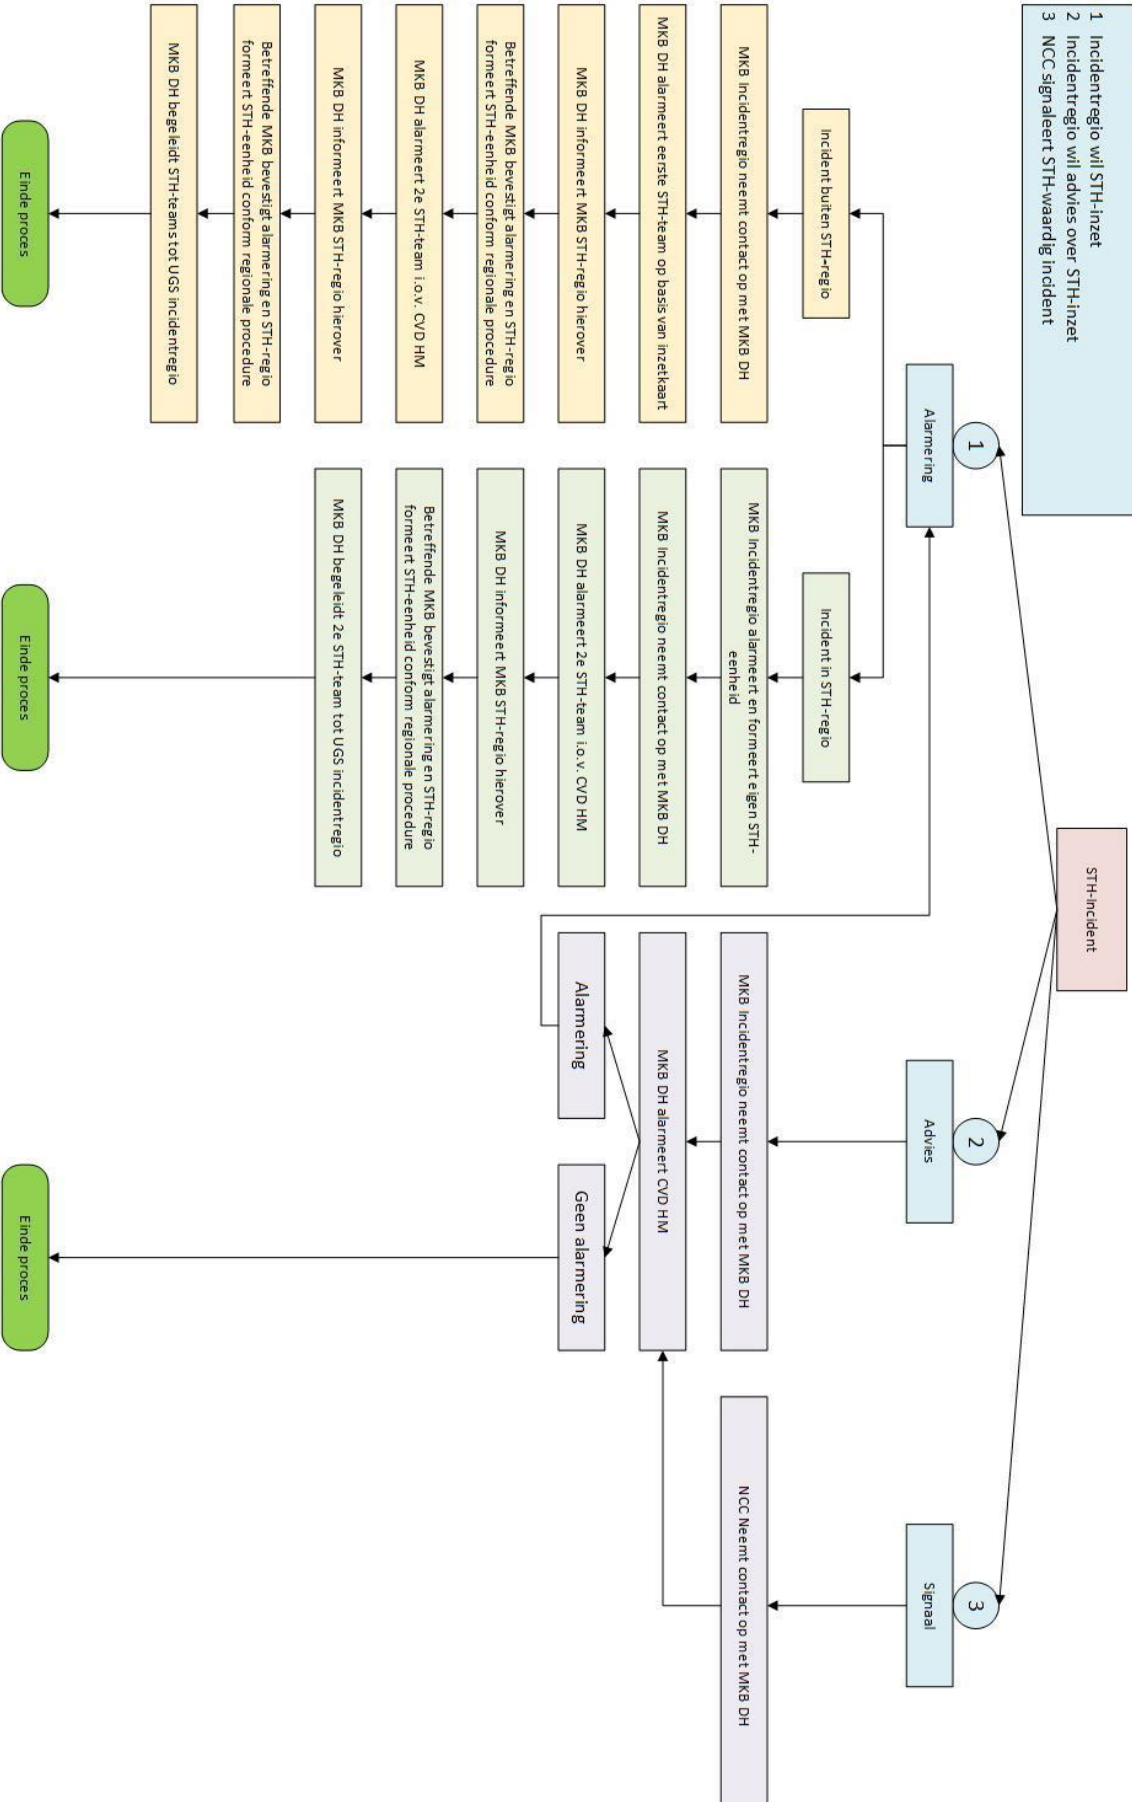 1 Incidentregio wil STH-inzet
2 Incidentregio wil advies over STH-inzet
3 NCC signaleert STH-waardig incident
STH-Incident
1
Alarmering
2
Advies
3
Signaal
Incident buiten STH-regio
MKB Incidentregio neemt contact op met MKB DH
MKB DH alarmeert eerste STH-team op basis van inzetkaart
MKB DH informeert MKB STH-regio hierover
Betreffende MKB bevestigt alarmering en STH-regio
formeert STH-eenheid conform regionale procedure
MKB DH alarmeert 2e STH-team i.o.v. CVD HM
MKB DH informeert MKB STH-regio hierover
Betreffende MKB bevestigt alarmering en STH-regio
formeert STH-eenheid conform regionale procedure
MKB DH begeleidt STH-teams tot UGS incidentregio
Einde proces
Incident in STH-regio
MKB Incidentregio alarmeert en formeert eigen STH-
eenheid
MKB Incidentregio neemt contact op met MKB DH
MKB DH alarmeert 2e STH-team i.o.v. CVD HM
MKB DH informeert MKB STH-regio hierover
Betreffende MKB bevestigt alarmering en STH-regio
formeert STH-eenheid conform regionale procedure
MKB DH begeleidt 2e STH-team tot UGS incidentregio
Einde proces
MKB Incidentregio neemt contact op met MKB DH
MKB DH alarmeert CVD HM
Alarmering
Geen alarmering
Einde proces
NCC Neemt contact op met MKB DH